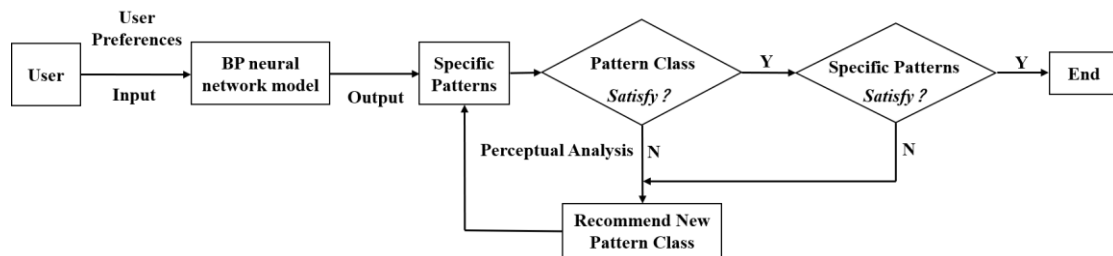 User
User
Preferences
Input
BP neural
network model
Output
Specific
Patterns
Pattern Class
Satisfy？
Y
Specific Patterns
Satisfy？
Y
End
Perceptual Analysis
N
N
Recommend New
Pattern Class